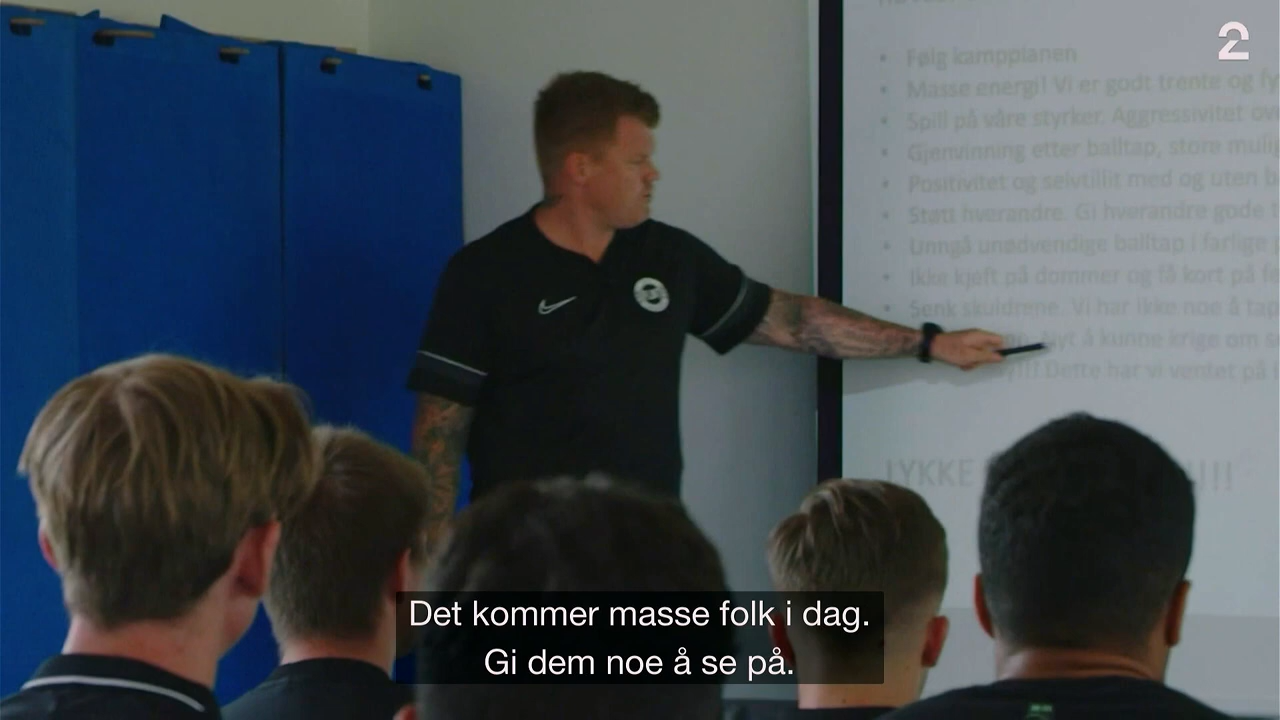 2
Følg kampplanen
Masse energi! Vi er godt trente og
Spill på våre styrker. Aggressivitet
Gjenvinning etter balltap, store
Positivitet og selvtillit med og uten
Støtt hverandre. Gi hverandre gode
Unngå unødvendige balltap i farlige
Ikke kjeft på dommer og få kort på
Senk skuldrene. Vi har ikke noe å
å kunne krige om
Dette har vi ventet på
LYKKE
Det kommer masse folk i dag.
Gi dem noe å se på.